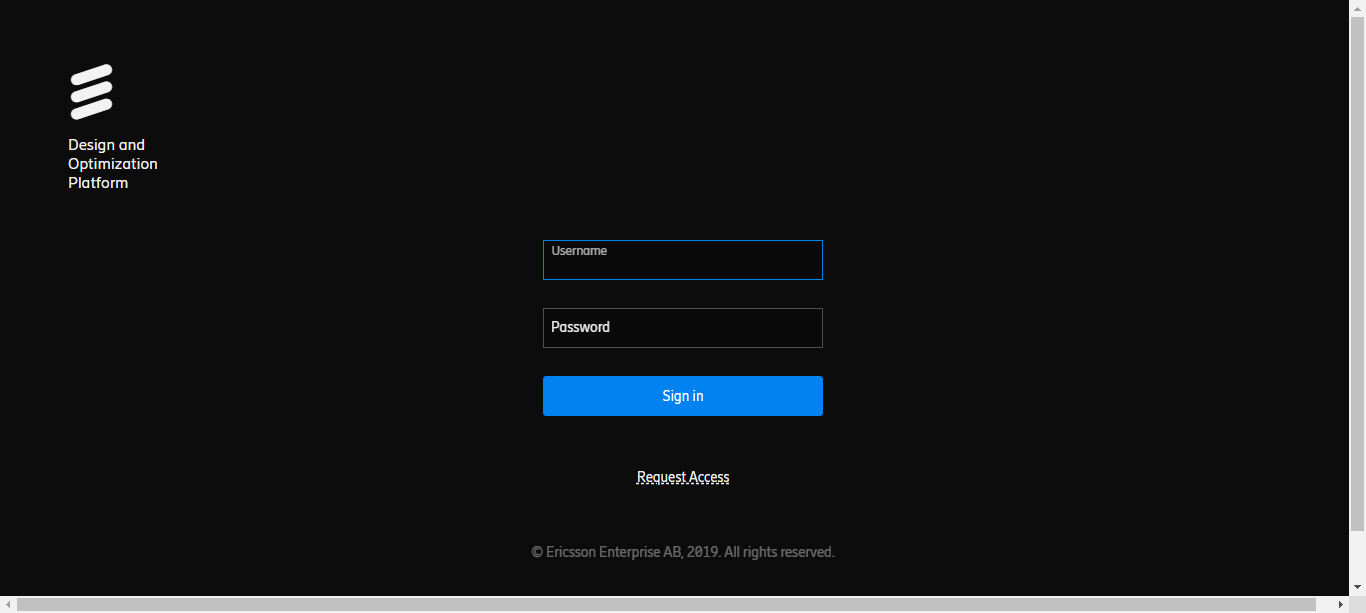 Design and
Optimization
Platform
Username
Password
Sign in
Request Access
© Ericsson Enterprise AB, 2019. All rights reserved.